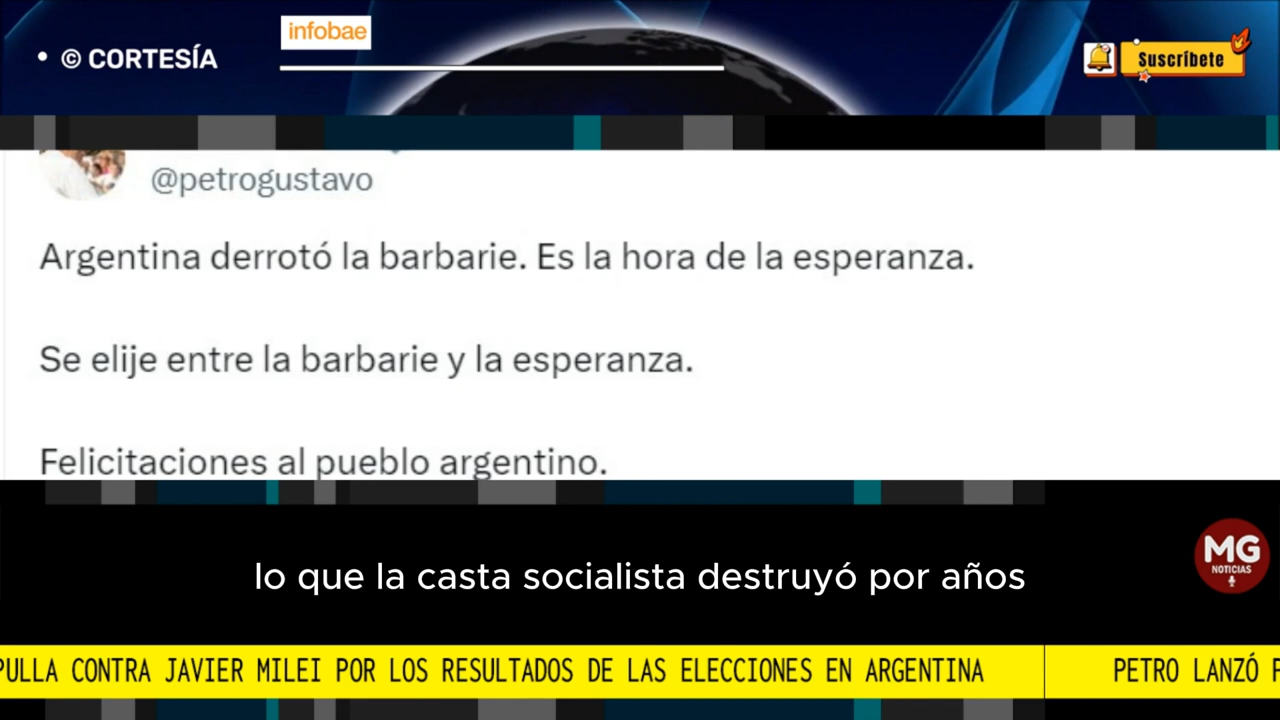 infobae
• © CORTESÍA
Suscríbete
@petrogustavo
Argentina derrotó la barbarie. Es la hora de la esperanza.
Se elije entre la barbarie y la esperanza.
Felicitaciones al pueblo argentino.
lo que la casta socialista destruyó por años
MG
NOTICIAS
PULLA CONTRA JAVIER MILEI POR LOS RESULTADOS DE LAS ELECCIONES EN ARGENTINA
PETRO LANZÓ